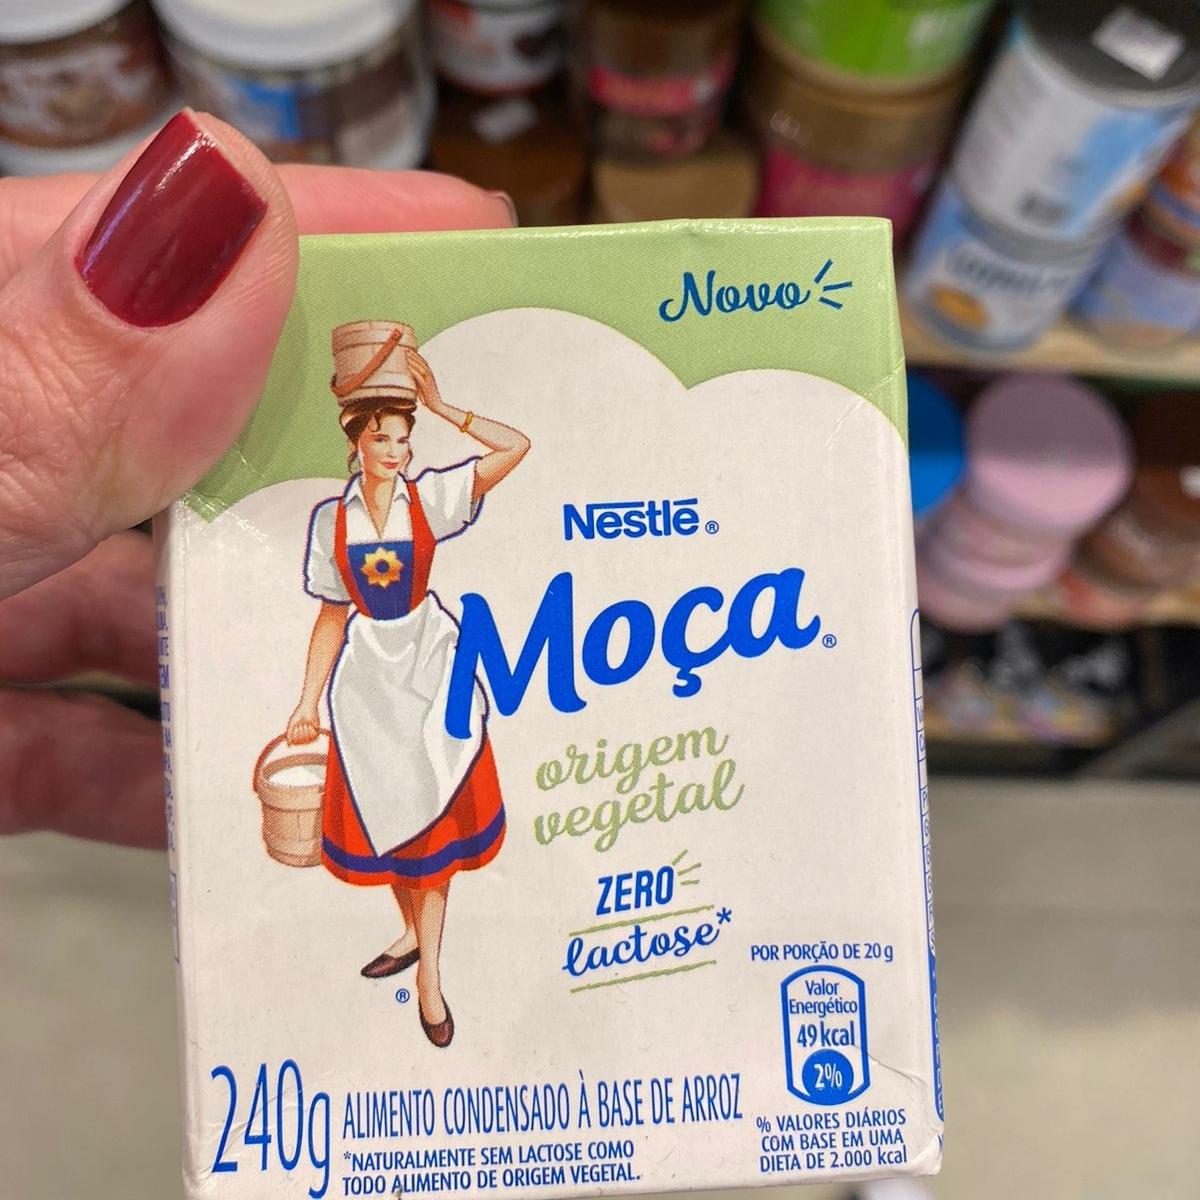 Novo
Nestlé®
Moça®
origem
vegetal
ZERO
lactose*
POR PORÇÃO DE 20 g
Valor
Energético
49 kcal
2%
% VALORES DIÁRIOS
COM BASE EM UMA
DIETA DE 2.000 kcal
240g
ALIMENTO CONDENSADO À BASE DE ARROZ
*NATURALMENTE SEM LACTOSE COMO
TODO ALIMENTO DE ORIGEM VEGETAL.
®